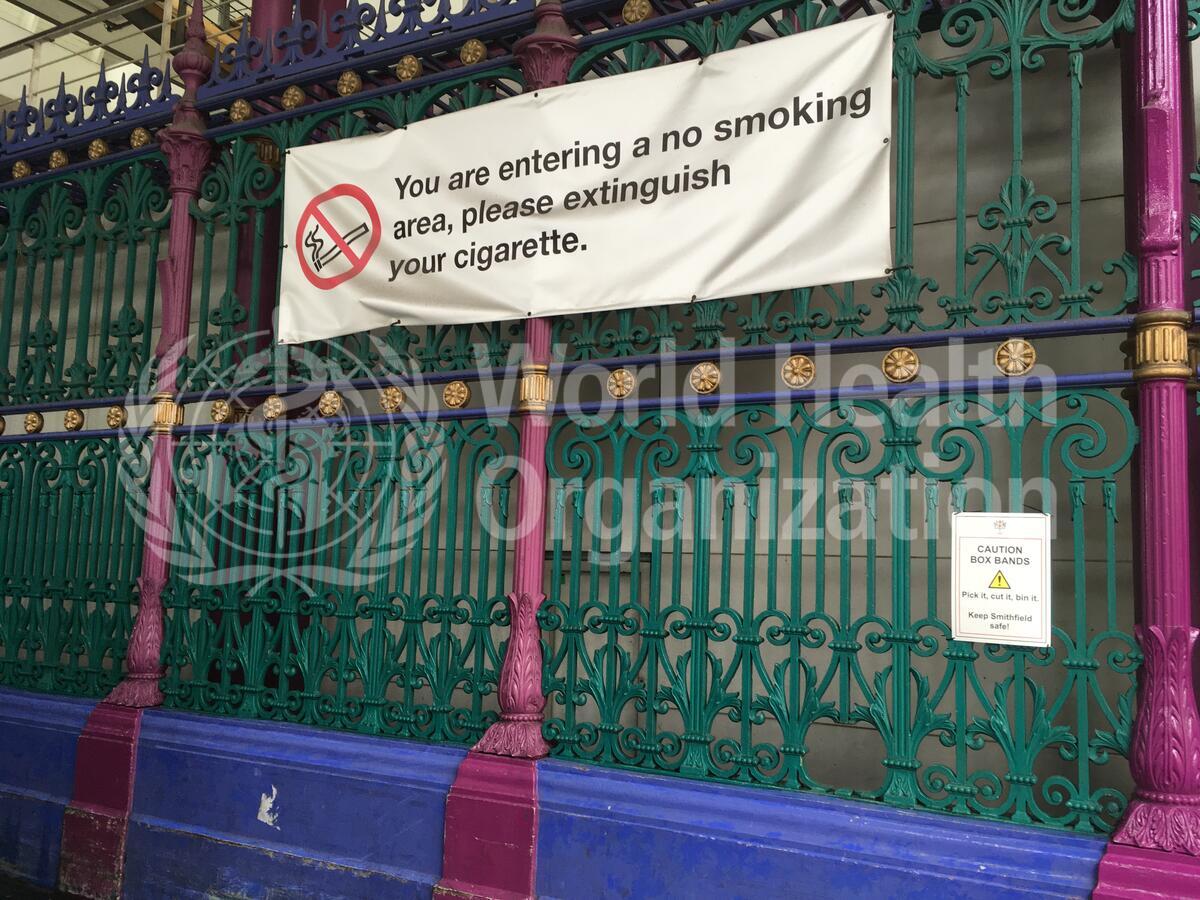 You are entering a no smoking
area, please extinguish
your cigarette.
World Health
Organization
CAUTION
BOX BANDS
Pick it, cut it, bin it.
Keep Smithfield
safe!